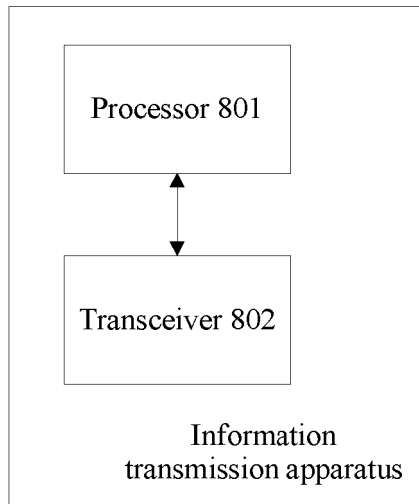 Processor 801
Transceiver 802
Information
transmission apparatus